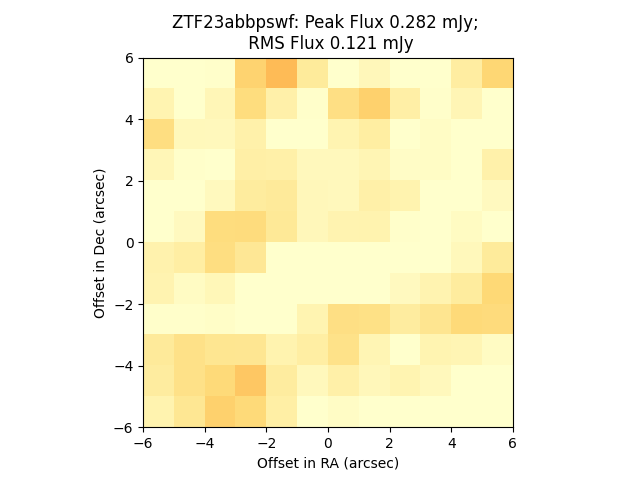 ZTF23abbpswf: Peak Flux 0.282 mJy;
RMS Flux 0.121 mJy
6
4
2
0
−2
−4
−6
Offset in Dec (arcsec)
−6 −4 −2 0 2 4 6
Offset in RA (arcsec)